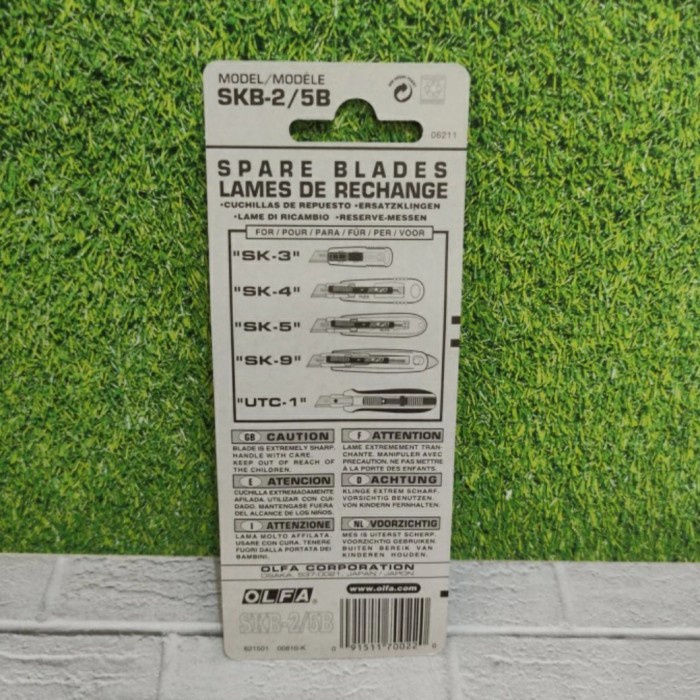 MODEL/MODÈLE
SKB-2/5B
06211
SPARE BLADES
LAMES DE RECHANGE
•CUCHILLAS DE REPUESTO •ERSATZKLINGEN
•LAME DI RICAMBIO •RESERVE-MESSEN
FOR / POUR / PARA / FÜR / PER / VOOR
"SK-3"
"SK-4"
"SK-5"
"SK-9"
"UTC-1"
GB CAUTION
BLADE IS EXTREMELY SHARP.
HANDLE WITH CARE.
KEEP OUT OF REACH OF
THE CHILDREN.
F ATTENTION
LAME EXTREMEMENT TRAN-
CHANTE. MANIPULER AVEC
PRECAUTION. NE PAS METTRE
À LA PORTE DES ENFANTS.
E ATENCION
CUCHILLA EXTREMADAMENTE
AFILADA. UTILIZAR CON CUI-
DADO. MANTENGASE FUERA
DEL ALCANCE DE LOS NIÑOS.
D ACHTUNG
KLINGE EXTREM SCHARF.
VORSICHTIG BENUTZEN.
VON KINDERN FERNHALTEN.
I ATTENZIONE
LAMA MOLTO AFFILATA.
USARE CON CURA. TENERE
FUORI DALLA PORTATA DEI
BAMBINI.
NL VOORZICHTIG
MES IS UITERST SCHERP.
VOORZICHTIG GEBRUIKEN.
BUITEN BEREIK VAN
KINDEREN HOUDEN.
OLFA CORPORATION
OSAKA, 537-0021, JAPAN / JAPON
OLFA®
www.olfa.com
SKB-2/5B
621501 00816-K
0 91511 70022 6